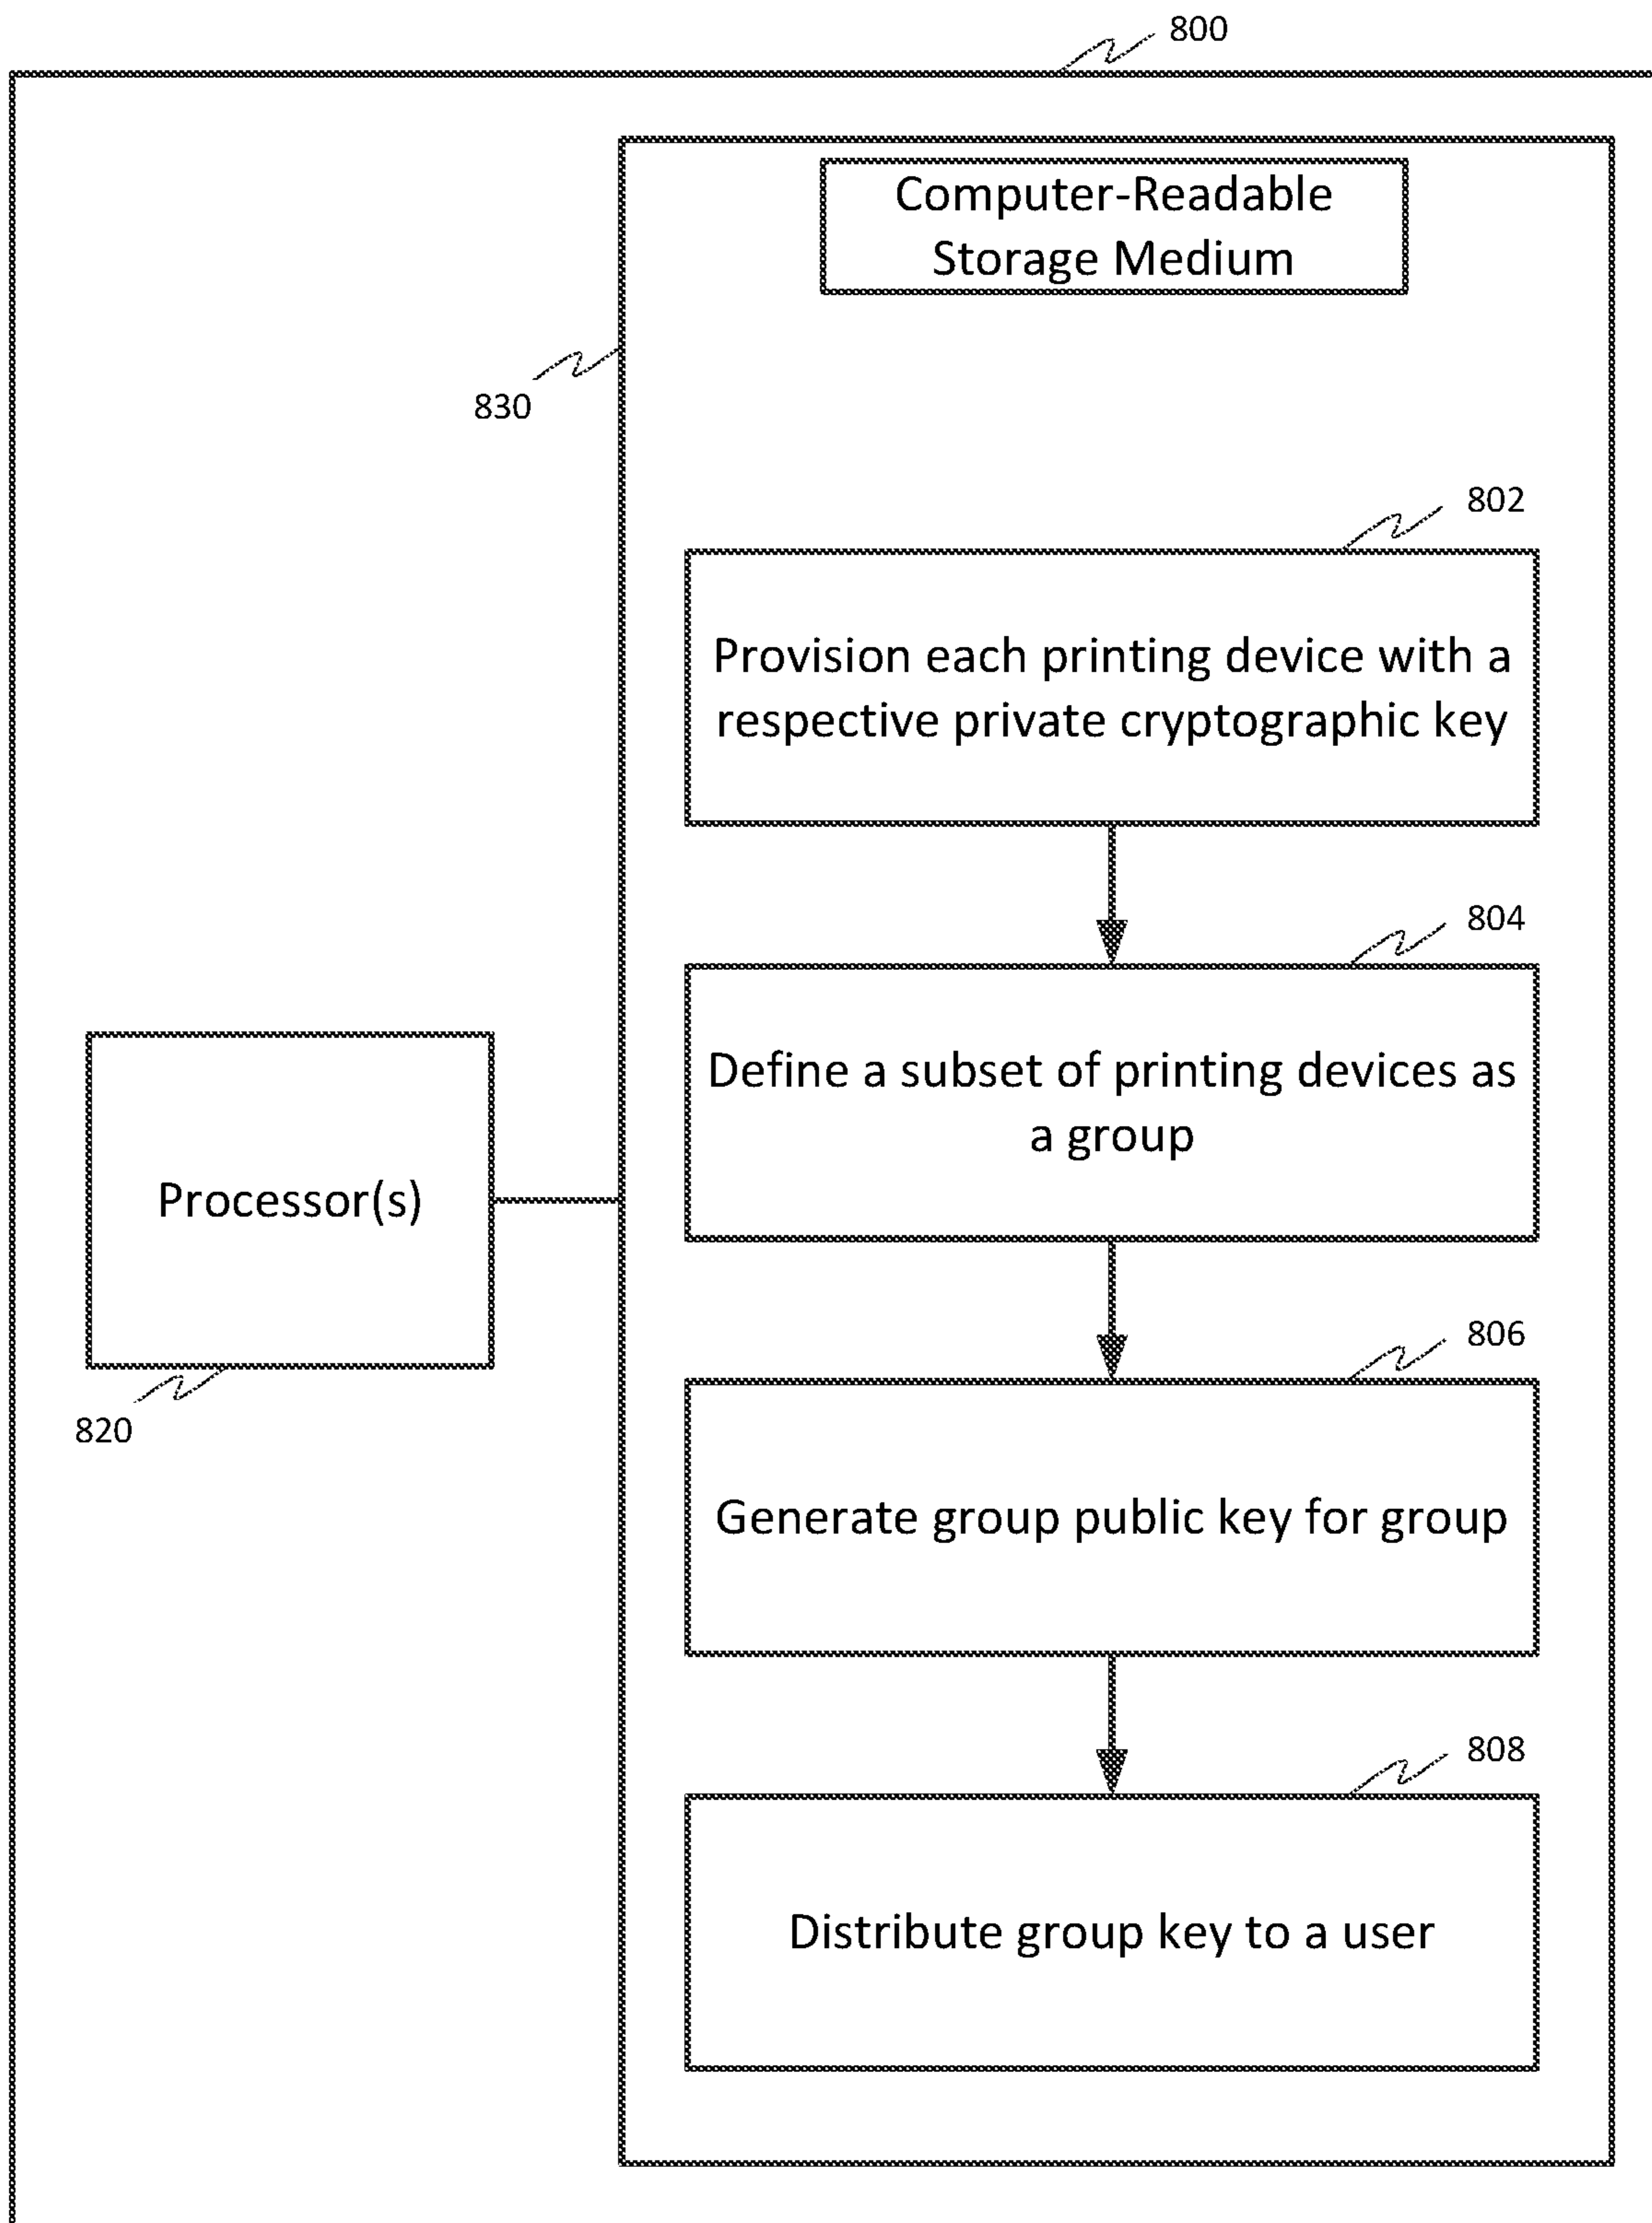 800
Computer-Readable
Storage Medium
830
802
Provision each printing device with a
respective private cryptographic key
804
Define a subset of printing devices as
a group
Processor(s)
820
806
Generate group public key for group
808
Distribute group key to a user